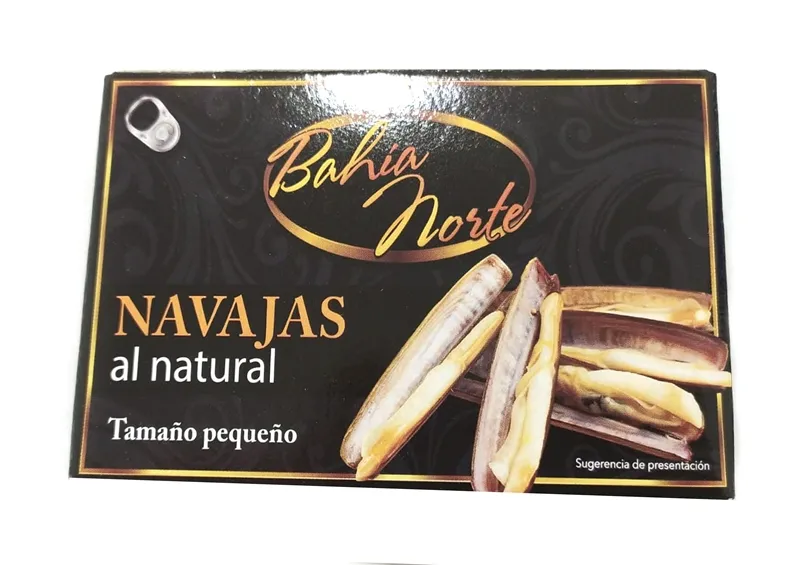 Bahía
Norte
NAVAJAS
al natural
Tamaño pequeño
Sugerencia de presentación